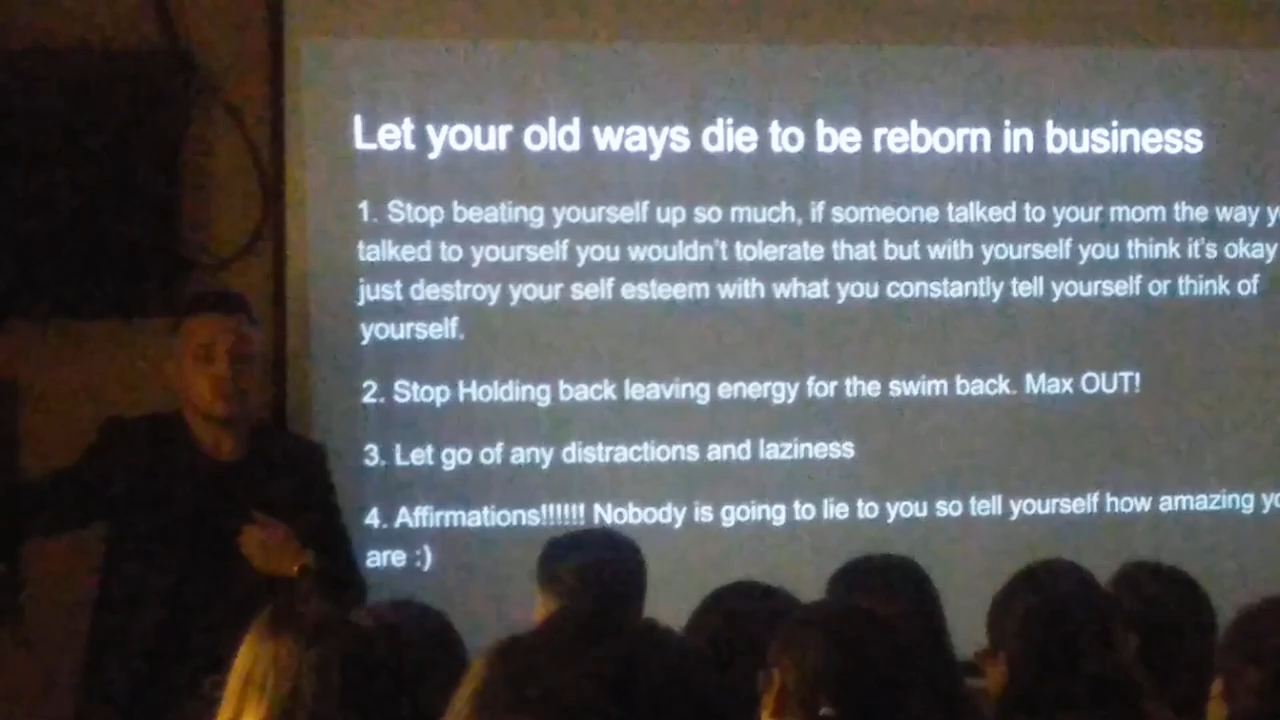 Let your old ways die to be reborn in business
1. Stop beating yourself up so much, if someone talked to your mom the way
talked to yourself you wouldn't tolerate that but with yourself you think it's okay
just destroy your self esteem with what you constantly tell yourself or think of
yourself.
2. Stop Holding back leaving energy for the swim back. Max OUT!
3. Let go of any distractions and laziness
4. Affirmations!!!!!! Nobody is going to lie to you so tell yourself how amazing
are :)